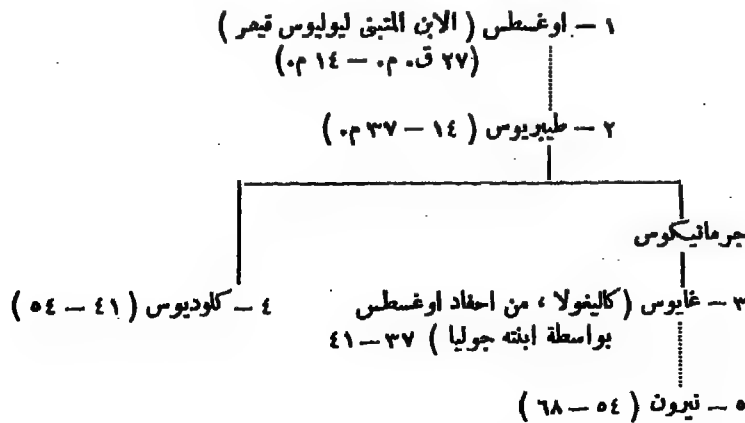 ١ — اوغسطس ( الابن المتبنى ليوليوس قيصر )
( ٢٧ ق. م. — ١٤ م. )
٢ — طيبريوس ( ١٤ — ٣٧ م. )
جرمانيكوس
٣ — غايوس ( كاليغولا ، من احفاد اوغسطس
بواسطة ابنته جوليا ) ٣٧ — ٤١
٤ — كلوديوس ( ٤١ — ٥٤ )
٥ — نيرون ( ٥٤ — ٦٨ )